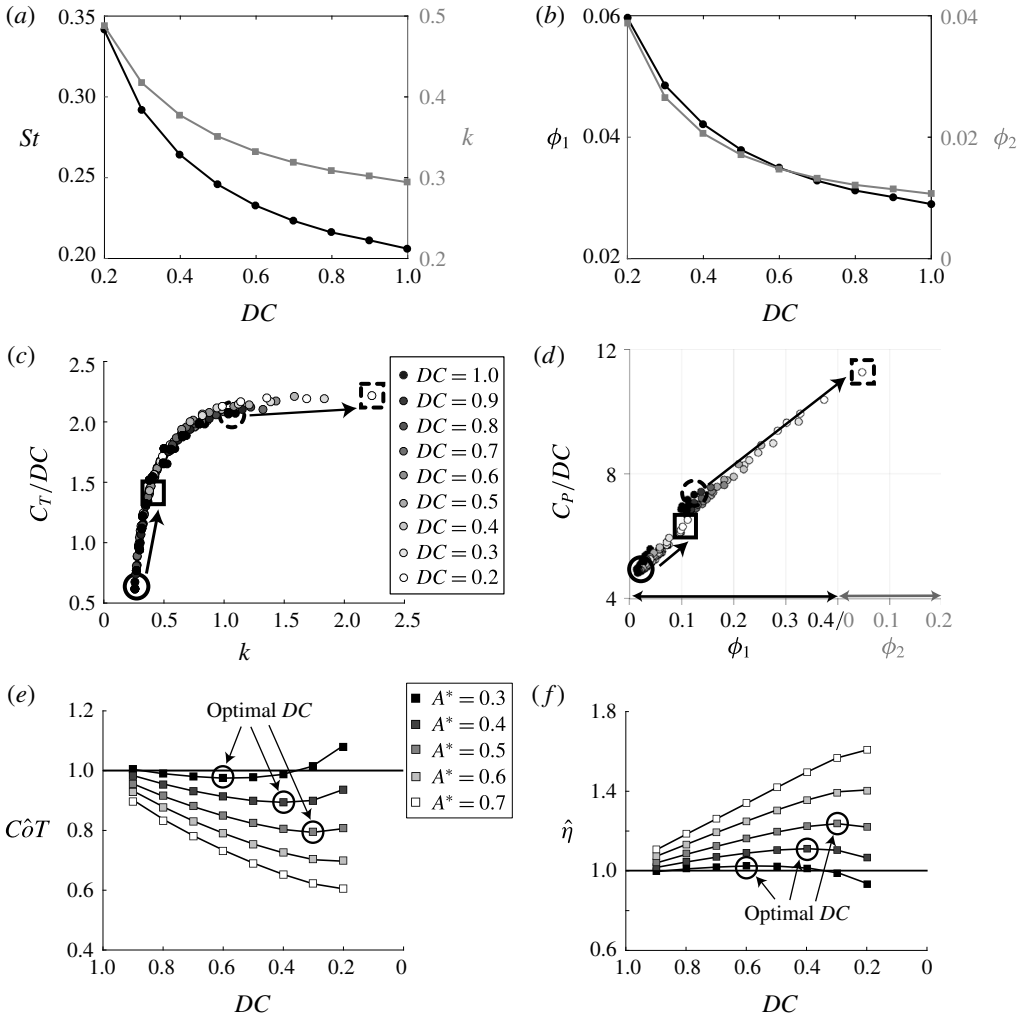 (a)
0.35
0.30
0.25
0.20
St
0.5
0.4
0.3
0.2
k
0.2
0.4
0.6
0.8
1.0
DC
(b)
0.06
0.04
0.02
ϕ1
0.04
0.02
0
ϕ2
0.2
0.4
0.6
0.8
1.0
DC
(c)
2.5
2.0
1.5
1.0
0.5
C_T/DC
0
0.5
1.0
1.5
2.0
2.5
k
DC = 1.0
DC = 0.9
DC = 0.8
DC = 0.7
DC = 0.6
DC = 0.5
DC = 0.4
DC = 0.3
DC = 0.2
(d)
12
8
4
C_P/DC
0
0.1
0.2
0.3
0.4/0
0.1
0.2
ϕ1
ϕ2
(e)
1.2
1.0
0.8
0.6
0.4
CôT
Optimal DC
1.0
0.8
0.6
0.4
0.2
0
DC
A* = 0.3
A* = 0.4
A* = 0.5
A* = 0.6
A* = 0.7
(f)
1.8
1.4
1.0
0.6
η̂
Optimal DC
1.0
0.8
0.6
0.4
0.2
0
DC